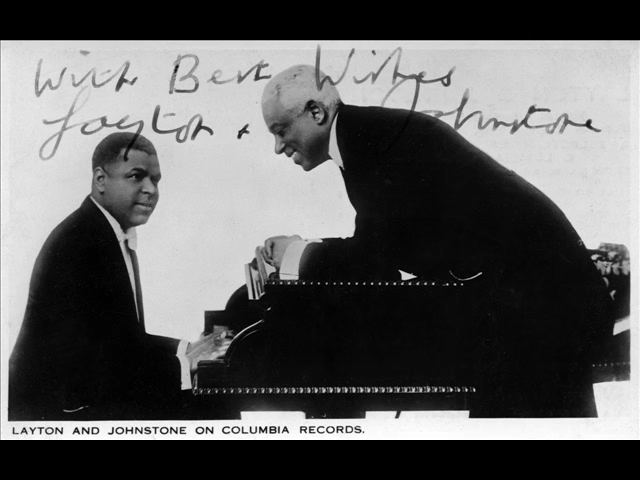 With Best Wishes
Layton & Johnstone
LAYTON AND JOHNSTONE ON COLUMBIA RECORDS.